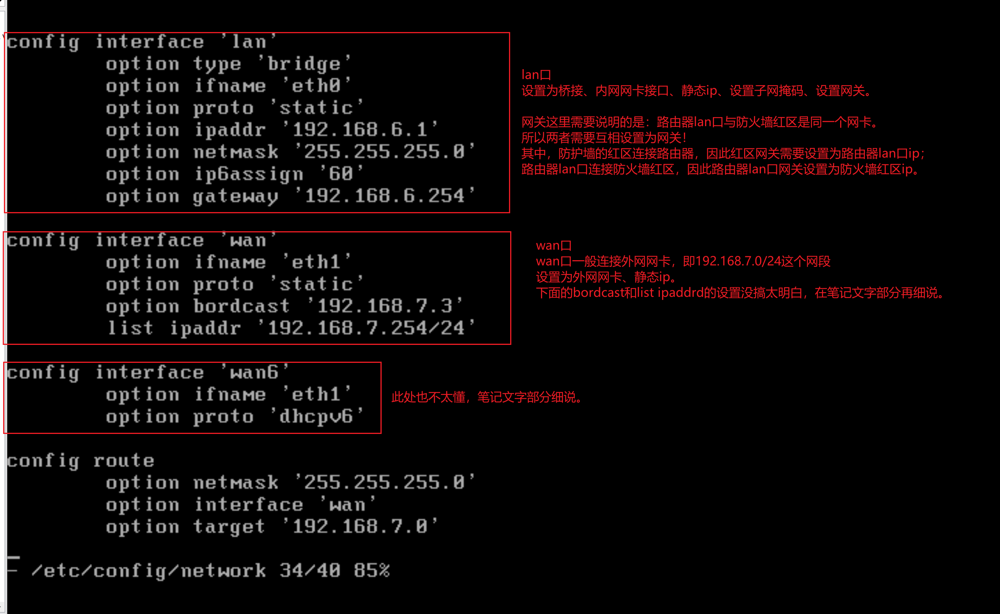 config interface 'lan'
option type 'bridge'
option ifname 'eth0'
option proto 'static'
option ipaddr '192.168.6.1'
option netmask '255.255.255.0'
option ip6assign '60'
option gateway '192.168.6.254'
lan口
设置为桥接、内网网卡接口、静态ip、设置子网掩码、设置网关。
网关这里需要说明的是：路由器lan口与防火墙红区是同一个网卡。
所以两者需要互相设置为网关！
其中，防护墙的红区连接路由器，因此红区网关需要设置为路由器lan口ip；
路由器lan口连接防火墙红区，因此路由器lan口网关设置为防火墙红区ip。
config interface 'wan'
option ifname 'eth1'
option proto 'static'
option bordcast '192.168.7.3'
list ipaddr '192.168.7.254/24'
wan口
wan口一般连接外网网卡，即192.168.7.0/24这个网段
设置为外网网卡、静态ip。
下面的bordcast和list ipaddrd的设置没搞太明白，在笔记文字部分再细说。
config interface 'wan6'
option ifname 'eth1'
option proto 'dhcpv6'
此处也不太懂，笔记文字部分细说。
config route
option netmask '255.255.255.0'
option interface 'wan'
option target '192.168.7.0'
- /etc/config/network 34/40 85%